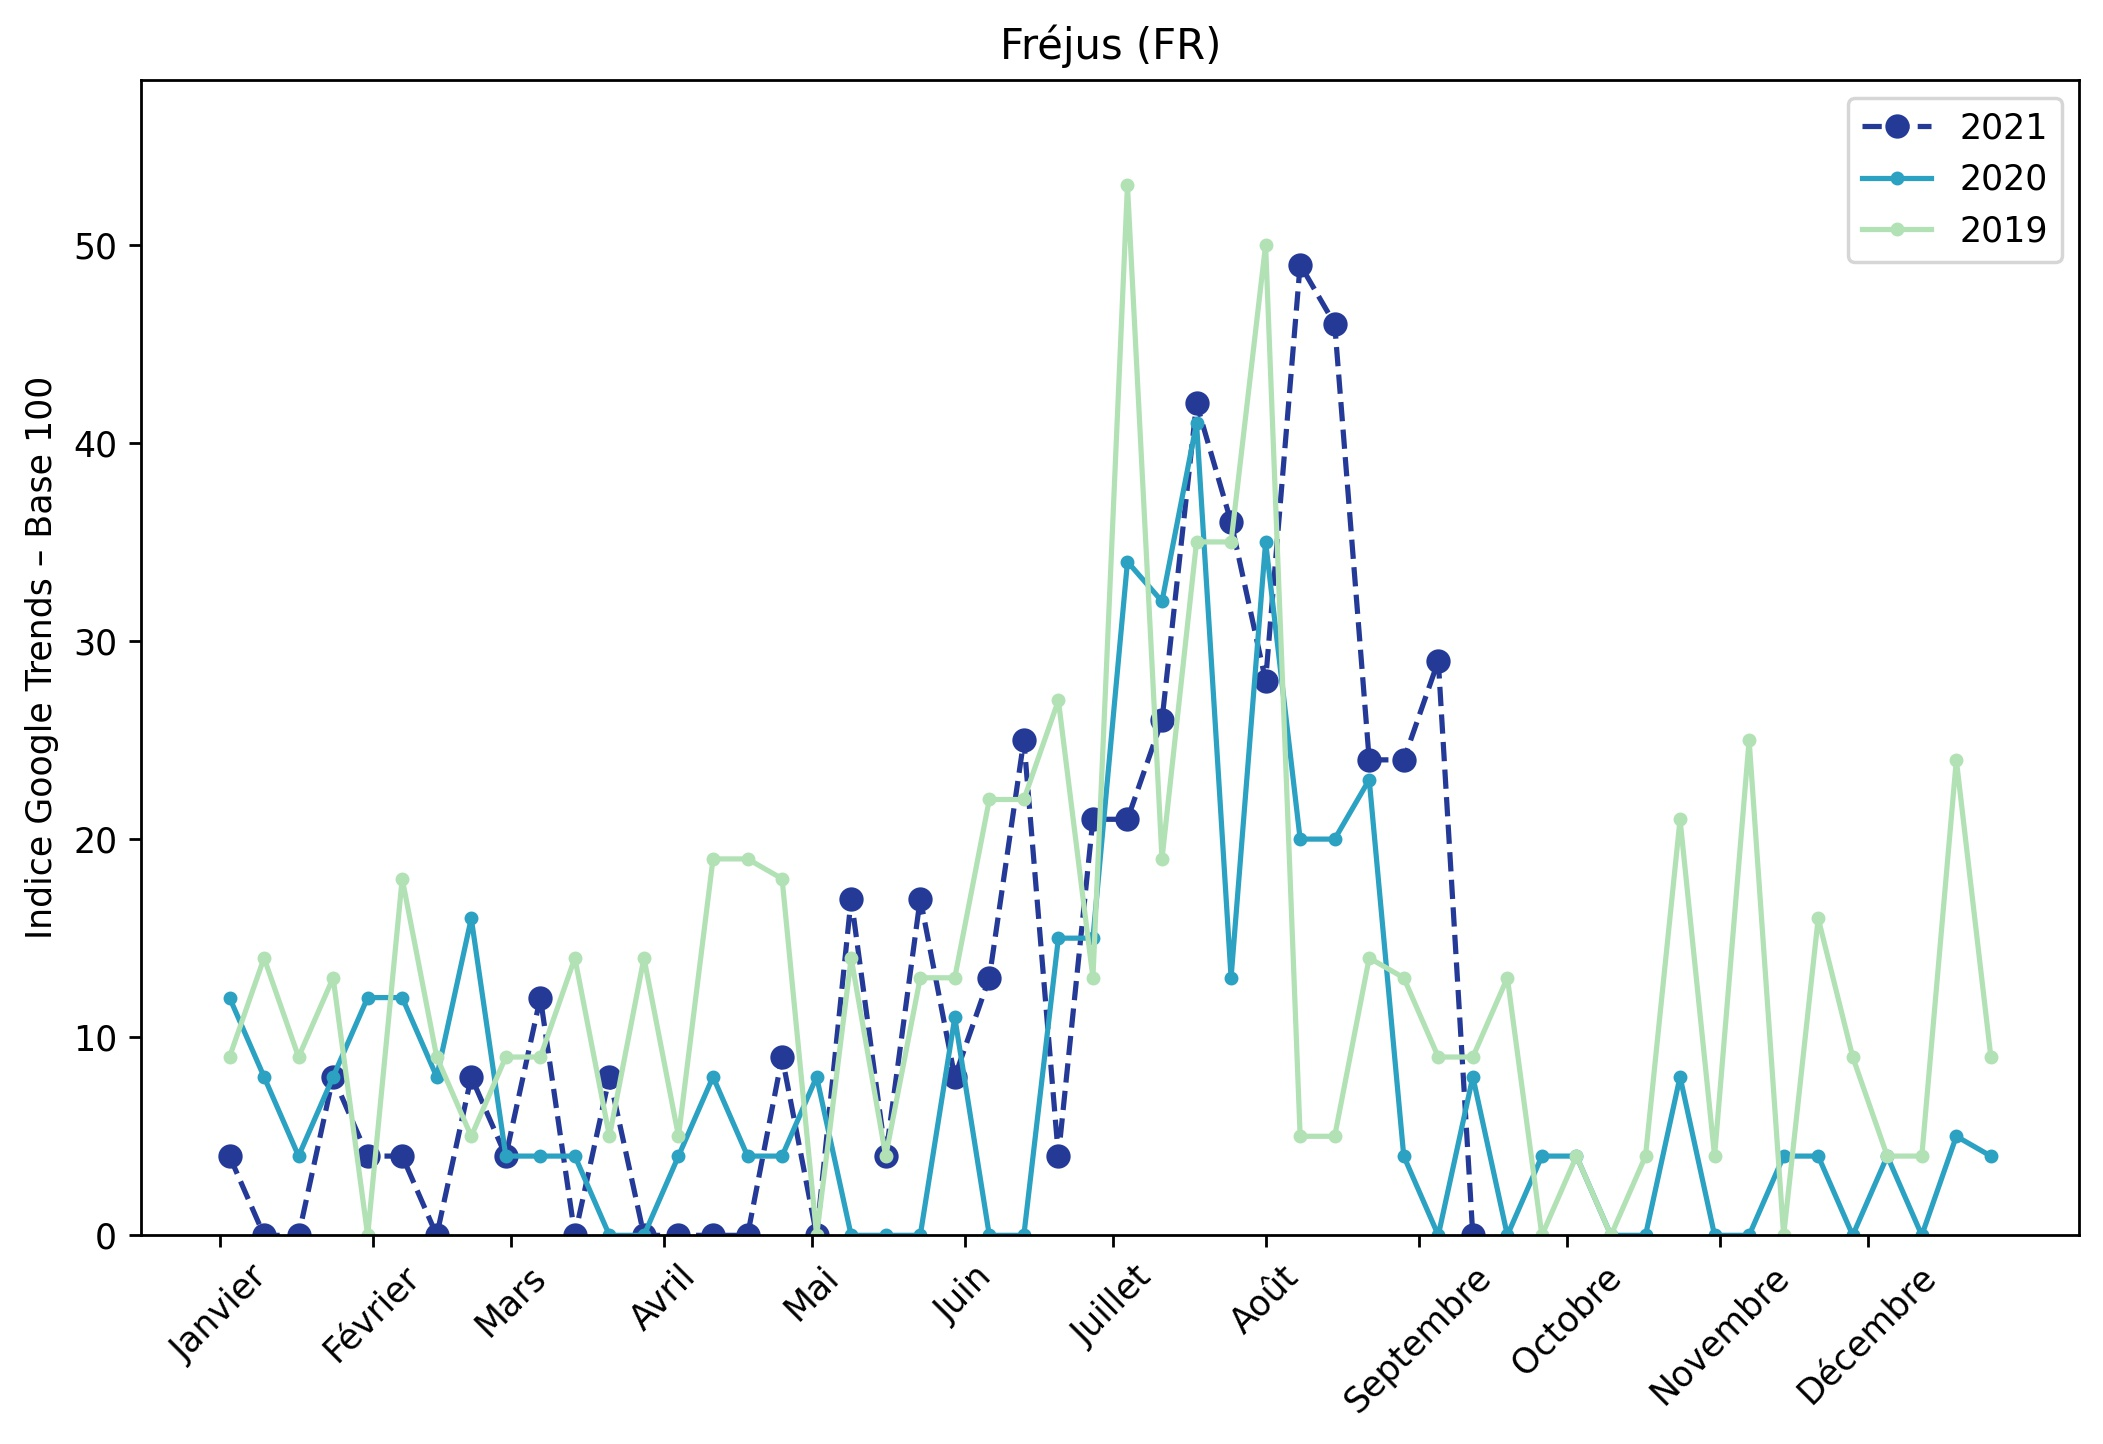 Fréjus (FR)
2021
2020
2019
Indice Google Trends – Base 100
50
40
30
20
10
0
Janvier
Février
Mars
Avril
Mai
Juin
Juillet
Août
Septembre
Octobre
Novembre
Décembre